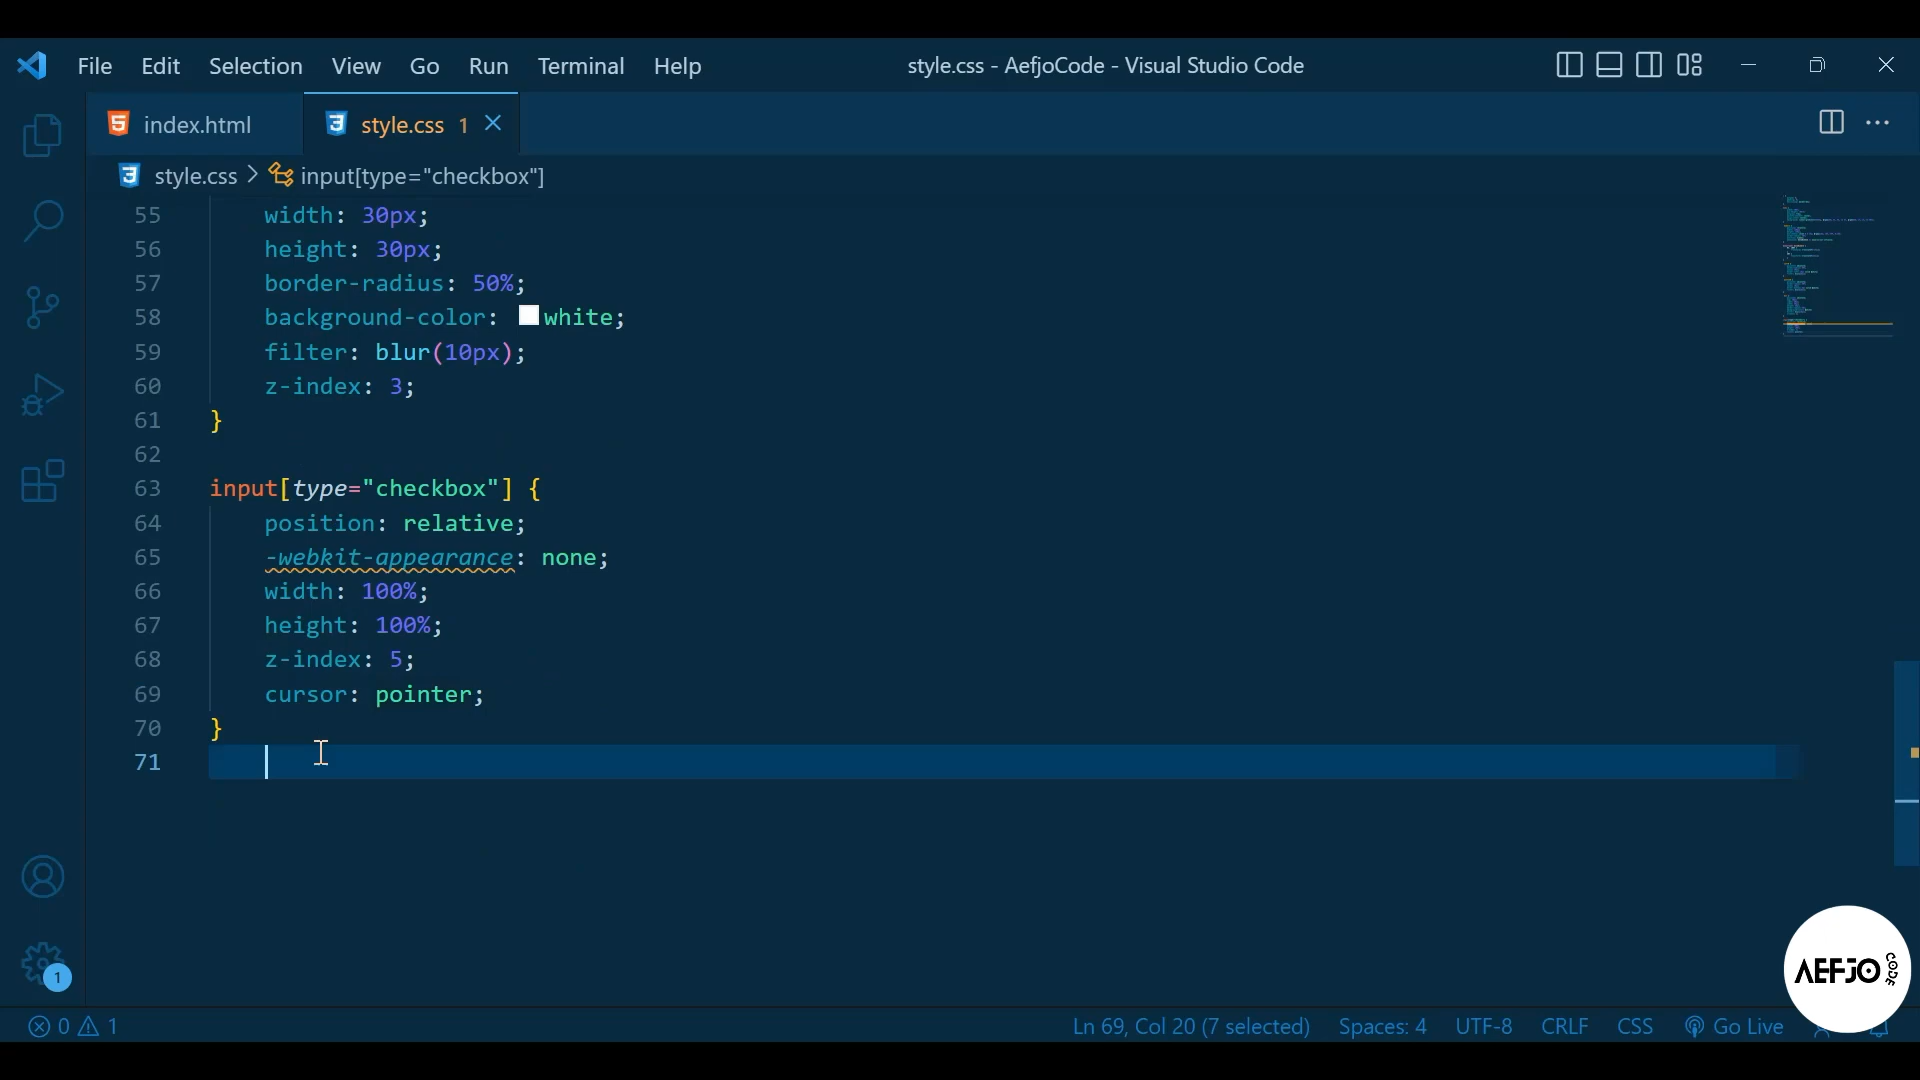 File Edit Selection View Go Run Terminal Help
style.css - AefjoCode - Visual Studio Code
index.html
style.css 1
style.css > input[type="checkbox"]
55 width: 30px;
56 height: 30px;
57 border-radius: 50%;
58 background-color: white;
59 filter: blur(10px);
60 z-index: 3;
61 }
62
63 input[type="checkbox"] {
64 position: relative;
65 -webkit-appearance: none;
66 width: 100%;
67 height: 100%;
68 z-index: 5;
69 cursor: pointer;
70 }
71
1
AEFJO CODE
0 1
Ln 69, Col 20 (7 selected) Spaces: 4 UTF-8 CRLF CSS Go Live